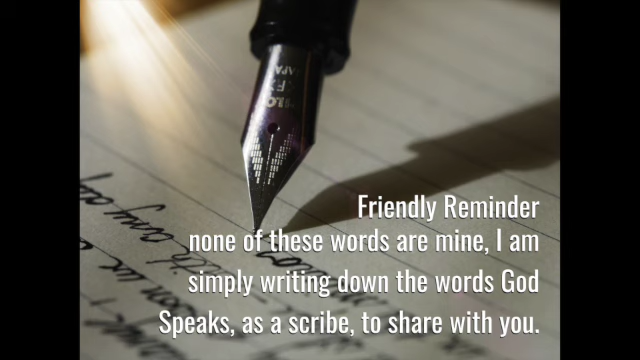 Friendly Reminder
none of these words are mine, I am
simply writing down the words God
Speaks, as a scribe, to share with you.